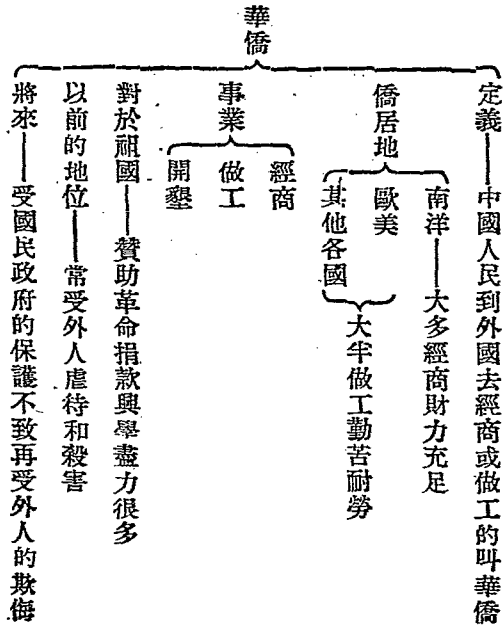 華僑
定義——中國人民到外國去經商或做工的叫華僑
僑居地
南洋——大多經商財力充足
歐美
其他各國
大半做工勤苦耐勞
事業
經商
做工
開墾
對於祖國——贊助革命捐款興學盡力很多
以前的地位——常受外人虐待和殺害
將來——受國民政府的保護不致再受外人的欺侮